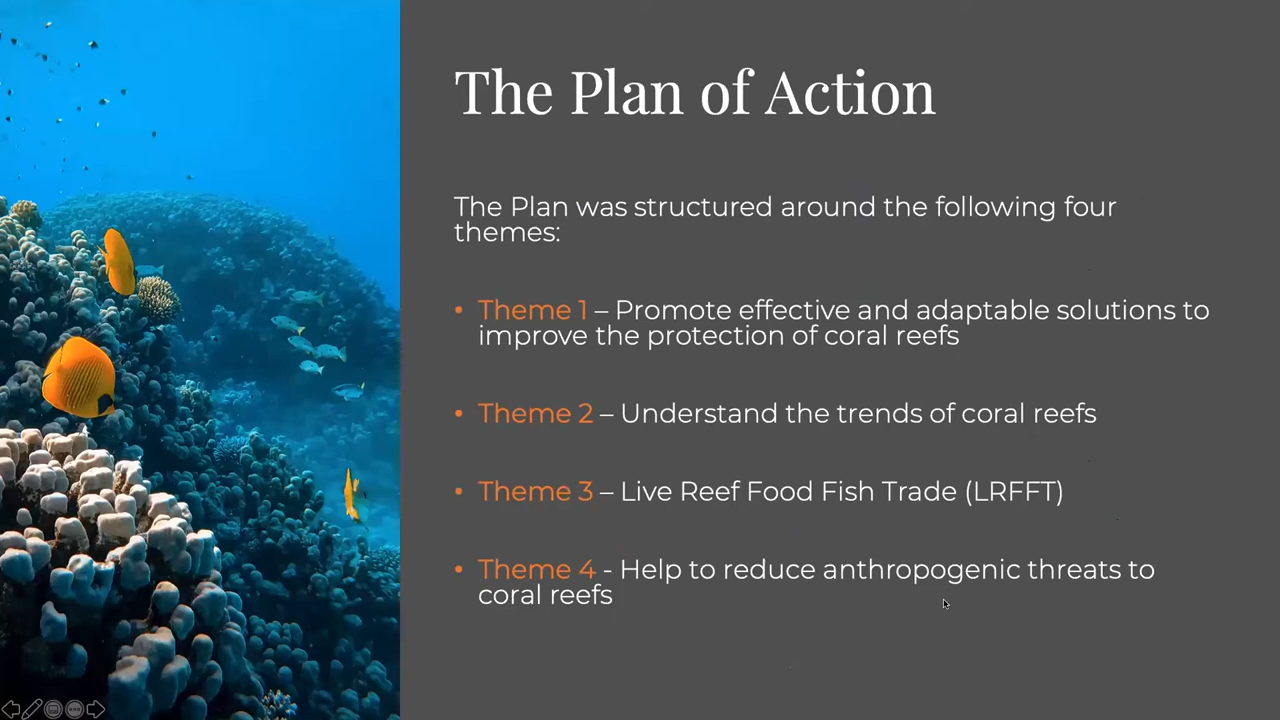 The Plan of Action
The Plan was structured around the following four
themes:
• Theme 1 – Promote effective and adaptable solutions to
improve the protection of coral reefs
• Theme 2 – Understand the trends of coral reefs
• Theme 3 – Live Reef Food Fish Trade (LRFFT)
• Theme 4 - Help to reduce anthropogenic threats to
coral reefs